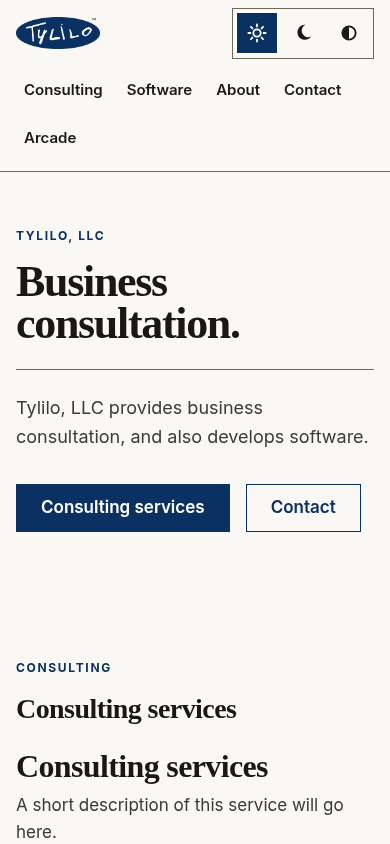 Tylilo™
Consulting Software About Contact
Arcade
TYLILO, LLC
Business
consultation.
Tylilo, LLC provides business
consultation, and also develops software.
Consulting services Contact
CONSULTING
Consulting services
Consulting services
A short description of this service will go
here.